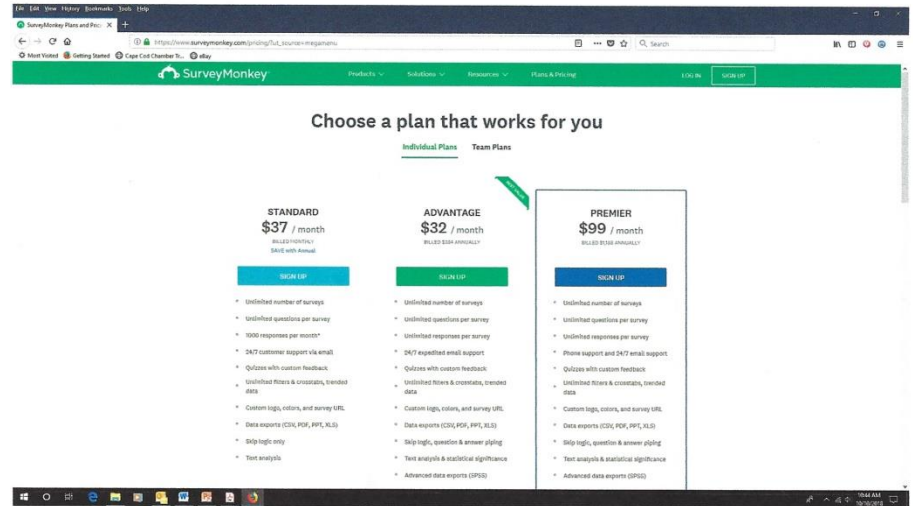 File Edit View History Bookmarks Tools Help
SurveyMonkey Plans and Prici
https://www.surveymonkey.com/pricing/?ut_source=megamenu
Search
Most Visited Getting Started Cape Cod Chamber Tr... eBay
SurveyMonkey Products Solutions Resources Plans & Pricing LOG IN SIGN UP
Choose a plan that works for you
Individual Plans Team Plans
STANDARD
$37 / month
BILLED MONTHLY
SAVE with Annual
SIGN UP
Unlimited number of surveys
Unlimited questions per survey
1000 responses per month*
24/7 customer support via email
Quizzes with custom feedback
Unlimited filters & crosstabs, trended
data
Custom logo, colors, and survey URL
Data exports (CSV, PDF, PPT, XLS)
Skip logic only
Text analysis
ADVANTAGE
$32 / month
BILLED $384 ANNUALLY
SIGN UP
Unlimited number of surveys
Unlimited questions per survey
Unlimited responses per survey
24/7 expedited email support
Quizzes with custom feedback
Unlimited filters & crosstabs, trended
data
Custom logo, colors, and survey URL
Data exports (CSV, PDF, PPT, XLS)
Skip logic, question & answer piping
Text analysis & statistical significance
Advanced data exports (SPSS)
PREMIER
$99 / month
BILLED $1188 ANNUALLY
SIGN UP
Unlimited number of surveys
Unlimited questions per survey
Unlimited responses per survey
Phone support and 24/7 email support
Quizzes with custom feedback
Unlimited filters & crosstabs, trended
data
Custom logo, colors, and survey URL
Data exports (CSV, PDF, PPT, XLS)
Skip logic, question & answer piping
Text analysis & statistical significance
Advanced data exports (SPSS)
10:44 AM
10/10/2018